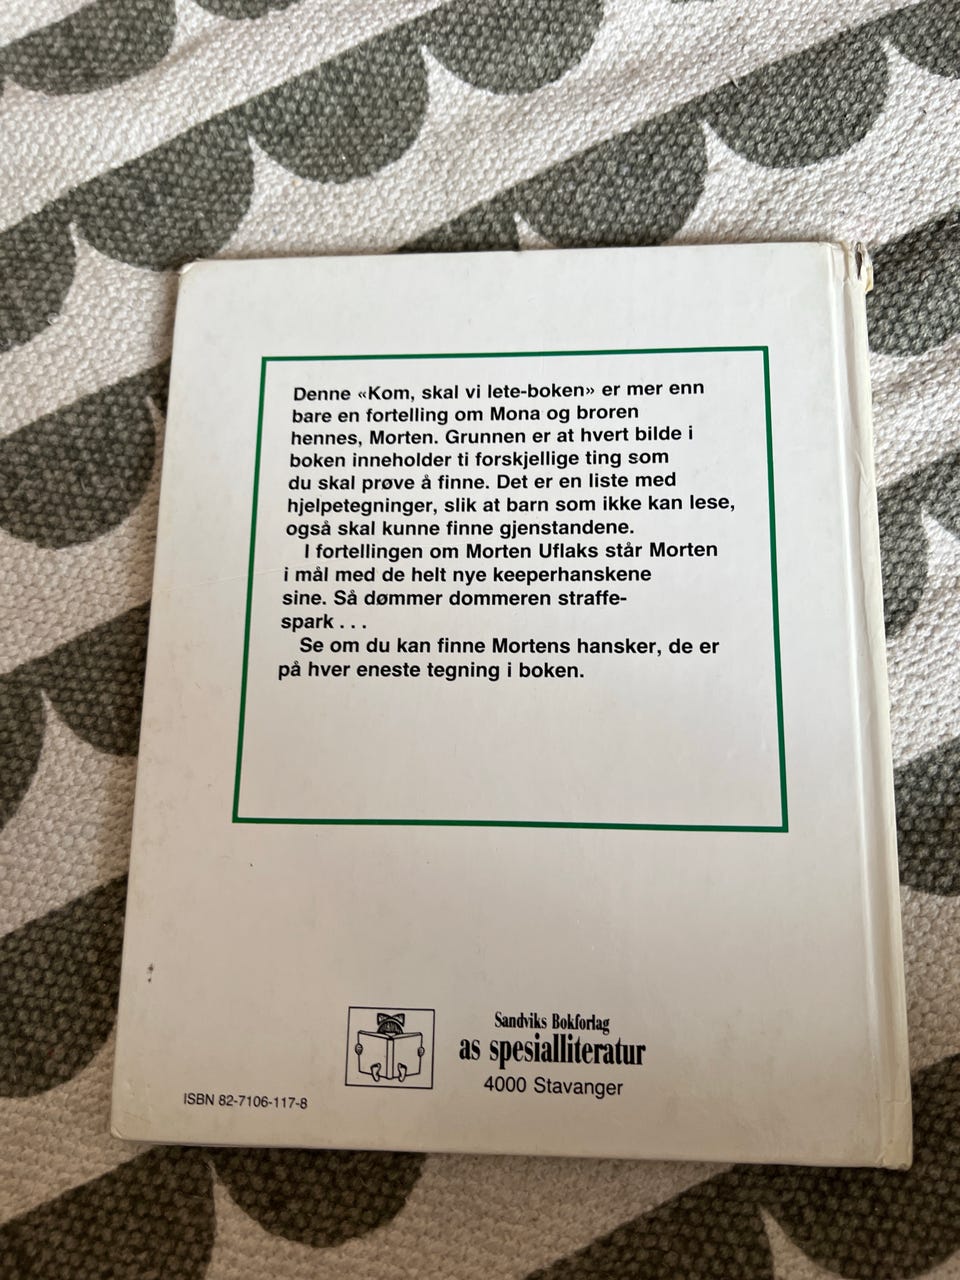 Denne «Kom, skal vi lete-boken» er mer enn
bare en fortelling om Mona og broren
hennes, Morten. Grunnen er at hvert bilde i
boken inneholder ti forskjellige ting som
du skal prøve å finne. Det er en liste med
hjelpetegninger, slik at barn som ikke kan lese,
også skal kunne finne gjenstandene.
I fortellingen om Morten Uflaks står Morten
i mål med de helt nye keeperhanskene
sine. Så dømmer dommeren straffe-
spark . . .
Se om du kan finne Mortens hansker, de er
på hver eneste tegning i boken.
Sandviks Bokforlag
as spesialliteratur
4000 Stavanger
ISBN 82-7106-117-8